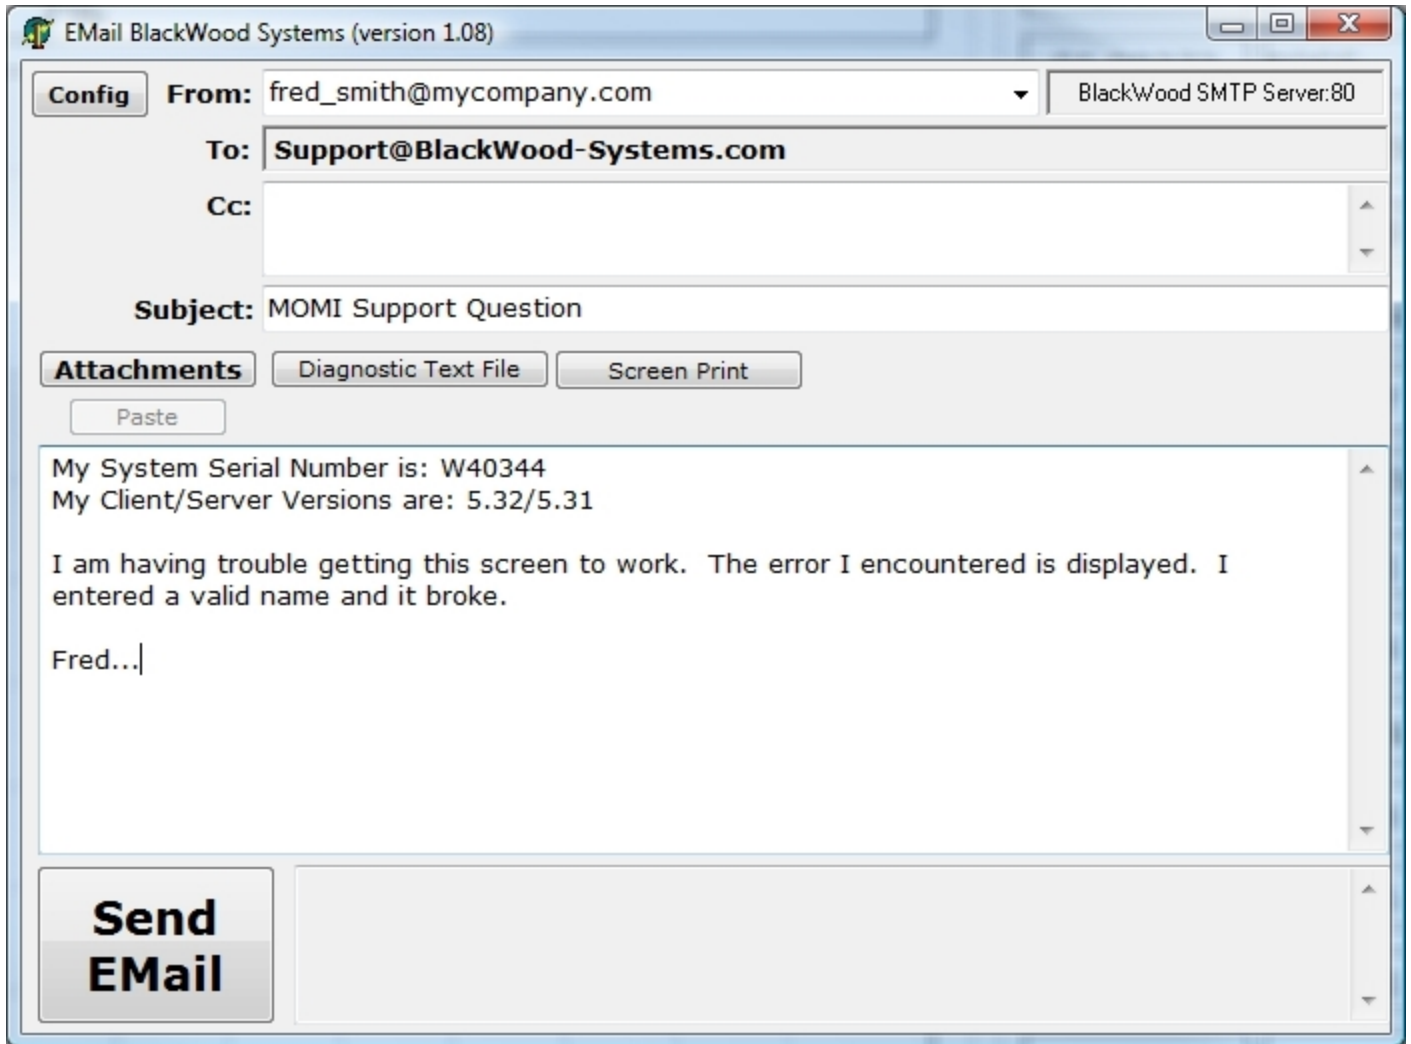 EMail BlackWood Systems (version 1.08)
Config From: fred_smith@mycompany.com BlackWood SMTP Server:80
To: Support@BlackWood-Systems.com
Cc:
Subject: MOMI Support Question
Attachments Diagnostic Text File Screen Print
Paste
My System Serial Number is: W40344
My Client/Server Versions are: 5.32/5.31
I am having trouble getting this screen to work.  The error I encountered is displayed.  I
entered a valid name and it broke.
Fred...
Send
EMail